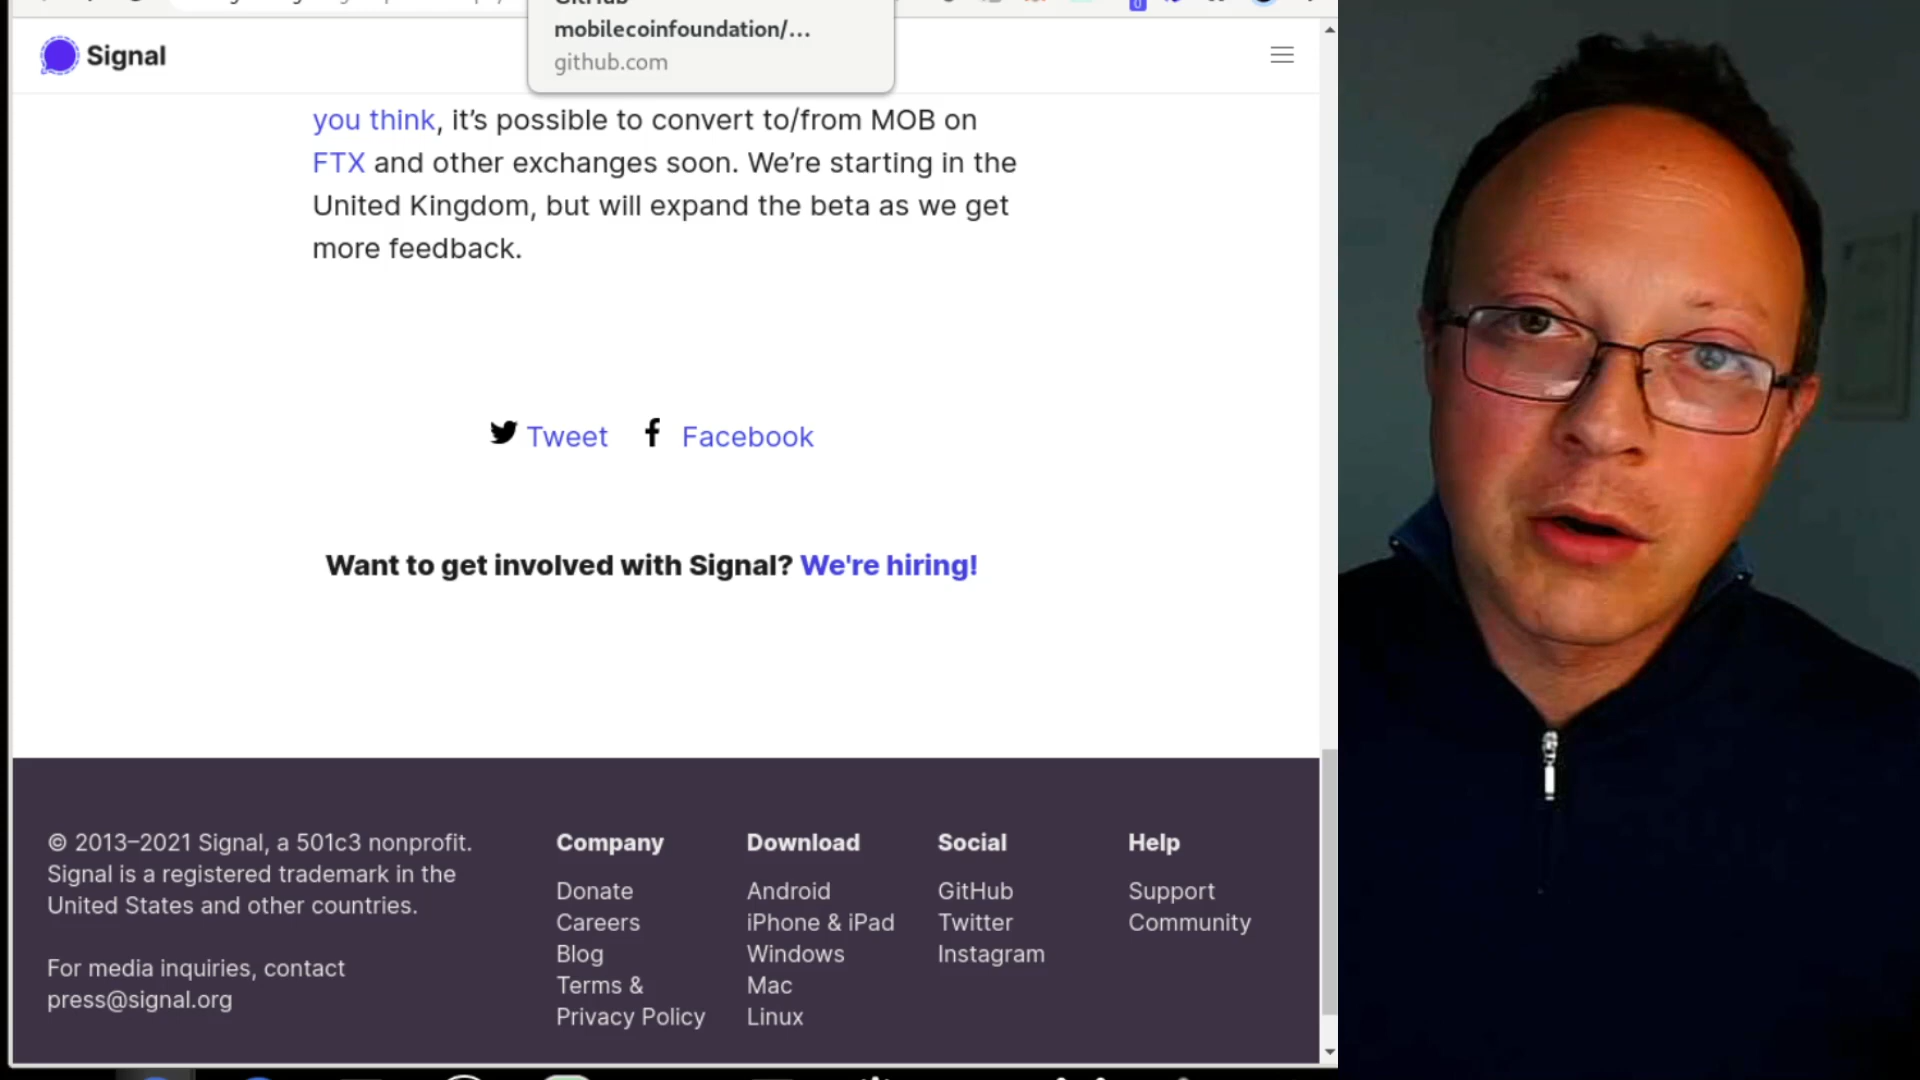 GitHub
mobilecoinfoundation/...
github.com
Signal
you think, it’s possible to convert to/from MOB on
FTX and other exchanges soon. We’re starting in the
United Kingdom, but will expand the beta as we get
more feedback.
Tweet Facebook
Want to get involved with Signal? We're hiring!
© 2013–2021 Signal, a 501c3 nonprofit.
Signal is a registered trademark in the
United States and other countries.
For media inquiries, contact
press@signal.org
Company
Donate
Careers
Blog
Terms &
Privacy Policy
Download
Android
iPhone & iPad
Windows
Mac
Linux
Social
GitHub
Twitter
Instagram
Help
Support
Community